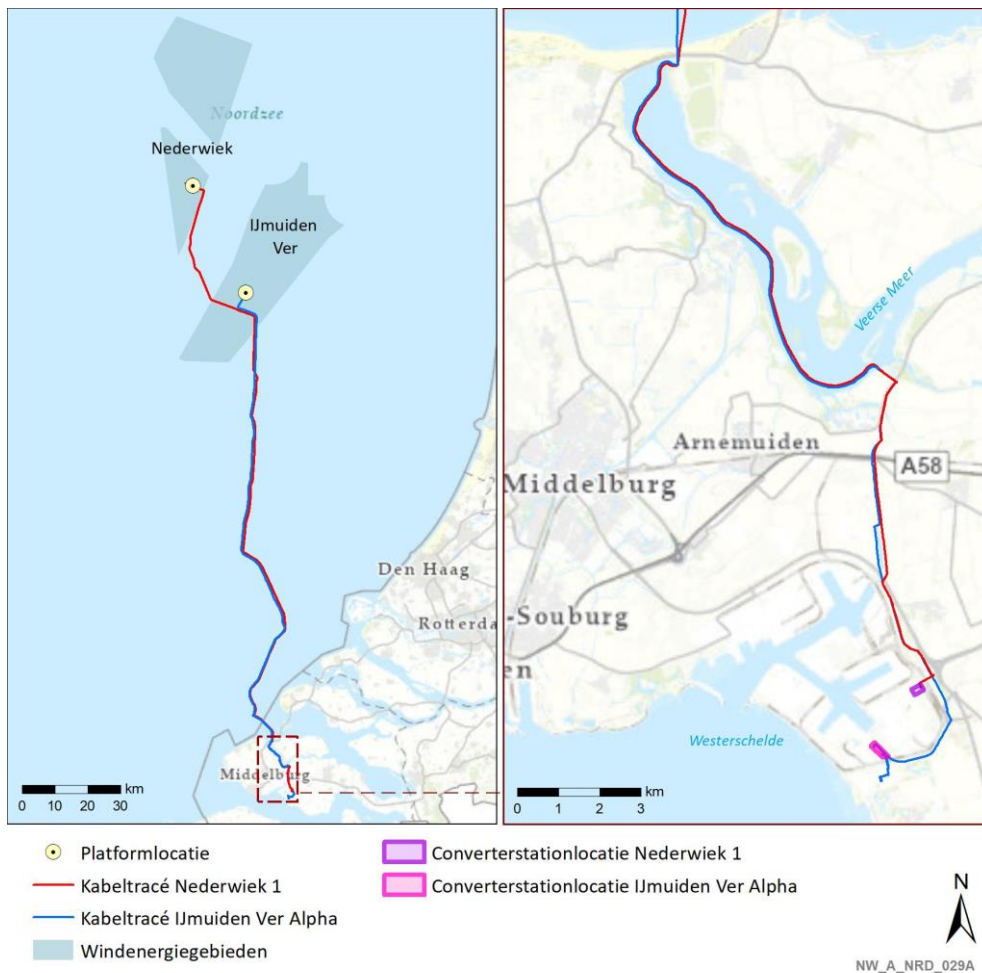 Noordzee
Nederwiek
IJmuiden
Ver
Den Haag
Rotterda
Middelburg
0 10 20 30
km
Veerse Meer
Arnemuiden
A58
Middelburg
-Souburg
en
Westerschelde
0 1 2 3
km
Platformlocatie
Kabeltracé Nederwiek 1
Kabeltracé IJmuiden Ver Alpha
Windenergiegebieden
Converterstationlocatie Nederwiek 1
Converterstationlocatie IJmuiden Ver Alpha
N
NW_A_NRD_029A